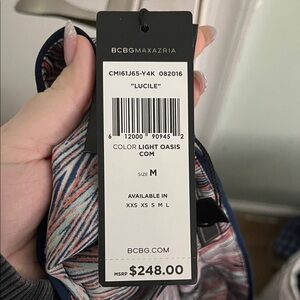 BCBGMAXAZRIA
CMI61J65-Y4K 082016
"LUCILE"
6 12000 90945 2
COLOR LIGHT OASIS
COM
SIZE M
AVAILABLE IN
XXS XS S M L
BCBG.COM
MSRP $248.00